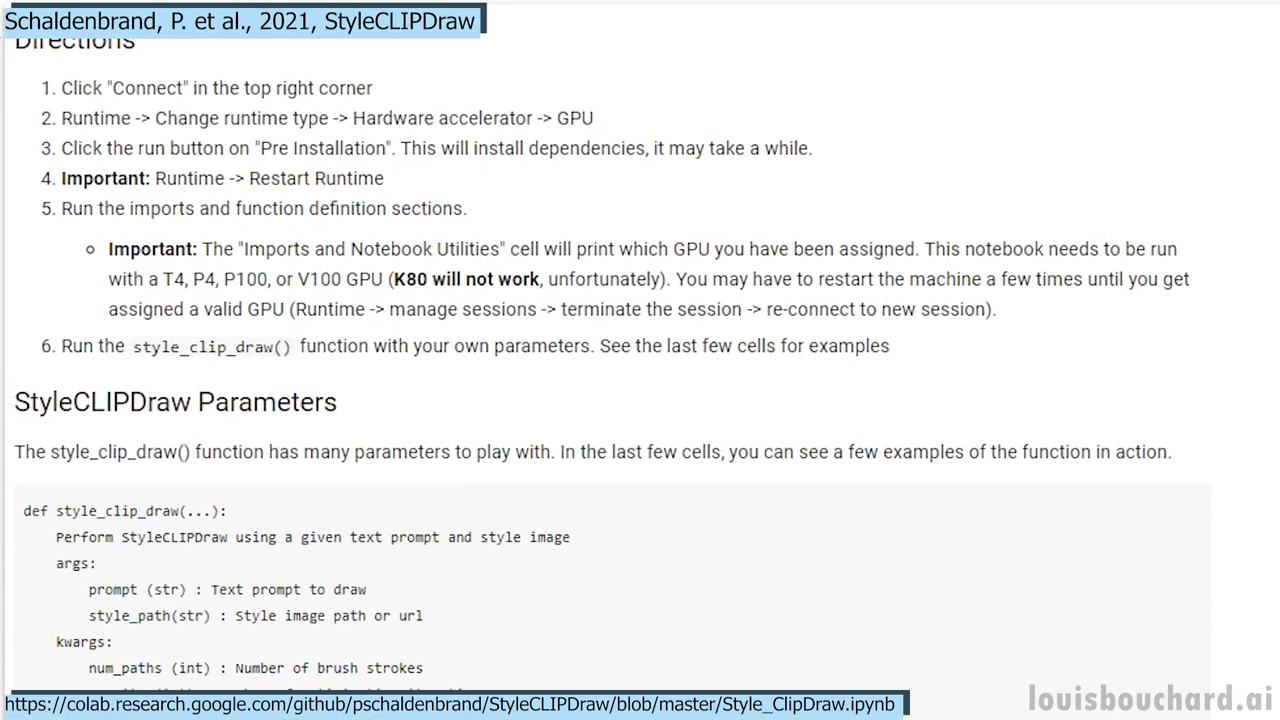 Schaldenbrand, P. et al., 2021, StyleCLIPDraw
Directions
1. Click "Connect" in the top right corner
2. Runtime -> Change runtime type -> Hardware accelerator -> GPU
3. Click the run button on "Pre Installation". This will install dependencies, it may take a while.
4. Important: Runtime -> Restart Runtime
5. Run the imports and function definition sections.
Important: The "Imports and Notebook Utilities" cell will print which GPU you have been assigned. This notebook needs to be run
with a T4, P4, P100, or V100 GPU (K80 will not work, unfortunately). You may have to restart the machine a few times until you get
assigned a valid GPU (Runtime -> manage sessions -> terminate the session -> re-connect to new session).
6. Run the style_clip_draw() function with your own parameters. See the last few cells for examples
StyleCLIPDraw Parameters
The style_clip_draw() function has many parameters to play with. In the last few cells, you can see a few examples of the function in action.
def style_clip_draw(...):
Perform StyleCLIPDraw using a given text prompt and style image
args:
prompt (str) : Text prompt to draw
style_path(str) : Style image path or url
kwargs:
num_paths (int) : Number of brush strokes
https://colab.research.google.com/github/pschaldenbrand/StyleCLIPDraw/blob/master/Style_ClipDraw.ipynb
louisbouchard.ai